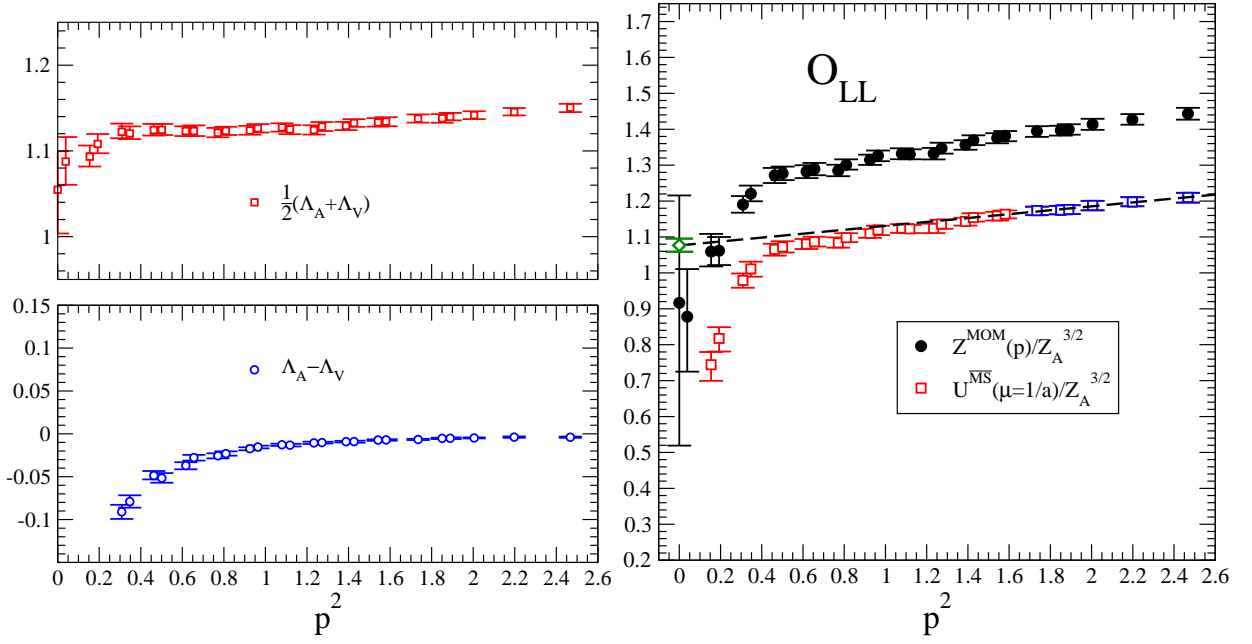 1.2
1.1
1
½(Λ_A+Λ_V)
0.15
0.1
0.05
0
-0.05
-0.1
Λ_A−Λ_V
0 0.2 0.4 0.6 0.8 1 1.2 1.4 1.6 1.8 2 2.2 2.4 2.6
p²
1.7
1.6
1.5
1.4
1.3
1.2
1.1
1
0.9
0.8
0.7
0.6
0.5
0.4
0.3
0.2
O_LL
Z^MOM(p)/Z_A^3/2
U^M̅S̅(μ=1/a)/Z_A^3/2
0 0.2 0.4 0.6 0.8 1 1.2 1.4 1.6 1.8 2 2.2 2.4 2.6
p²